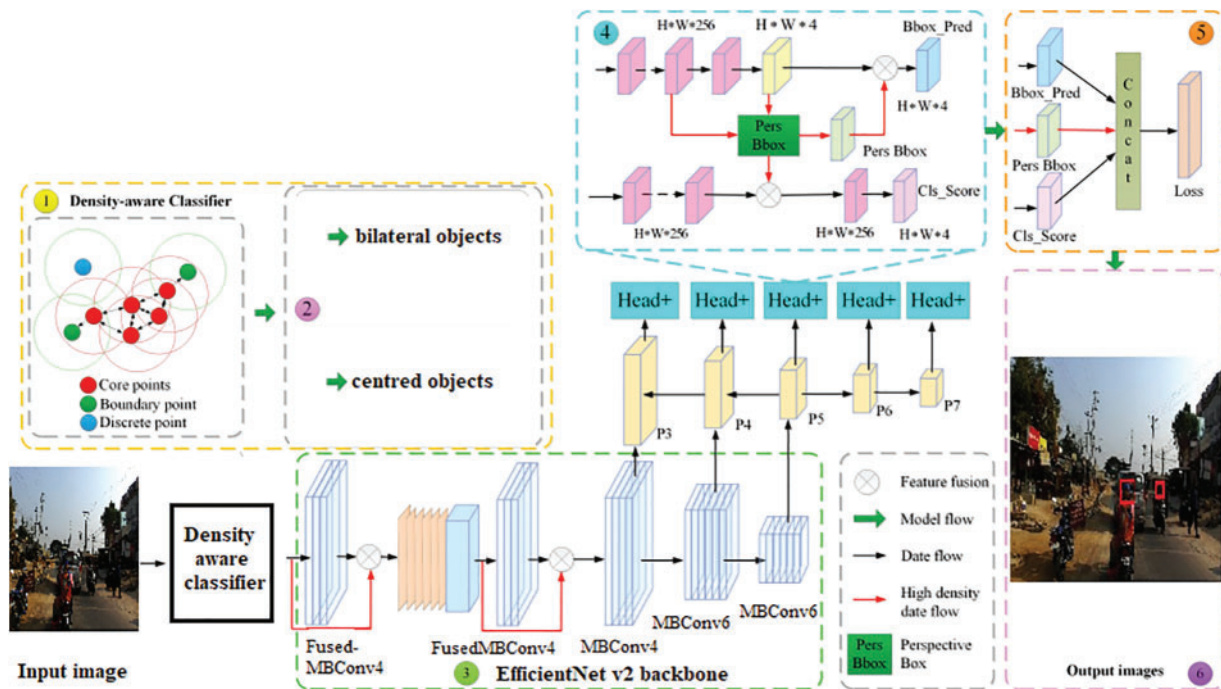 4
H*W*256
H*W*4
Bbox_Pred
H*W*4
Pers
Bbox
Pers Bbox
Cls_Score
H*W*256
H*W*256
H*W*4
5
Bbox_Pred
Pers Bbox
Cls_Score
Concat
Loss
1
Density-aware Classifier
Core points
Boundary point
Discrete point
2
bilateral objects
centred objects
Head+
Head+
Head+
Head+
Head+
P3
P4
P5
P6
P7
Input image
Density
aware
classifier
Fused-
MBConv4
FusedMBConv4
MBConv4
MBConv6
MBConv6
3
EfficientNet v2 backbone
Feature fusion
Model flow
Date flow
High density
date flow
Pers
Bbox
Perspective
Box
Output images
6